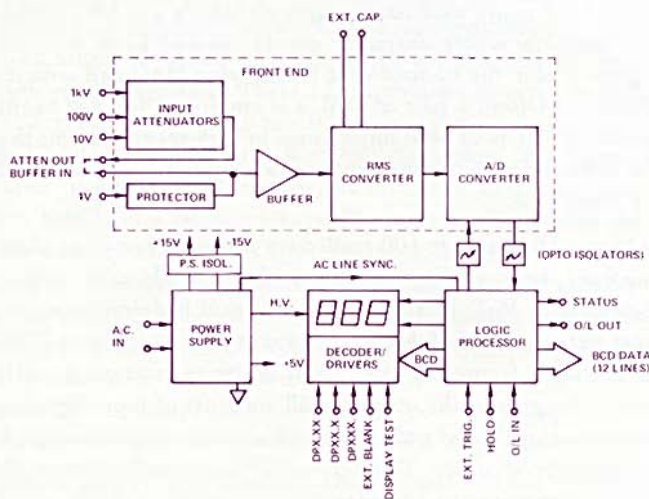 EXT. CAP.
FRONT END
1kV
100V
10V
INPUT
ATTENUATORS
ATTEN OUT
BUFFER IN
1V
PROTECTOR
BUFFER
RMS
CONVERTER
A/D
CONVERTER
+15V
-15V
P.S. ISOL.
AC LINE SYNC.
(OPTO ISOLATORS)
A.C.
IN
POWER
SUPPLY
H.V.
+5V
888
DECODER/
DRIVERS
BCD
LOGIC
PROCESSOR
STATUS
O/L OUT
BCD DATA
(12 LINES)
DPX.XX
DPXX.X
DPXXX.
EXT. BLANK
DISPLAY TEST
EXT. TRIG.
HOLD
O/L IN